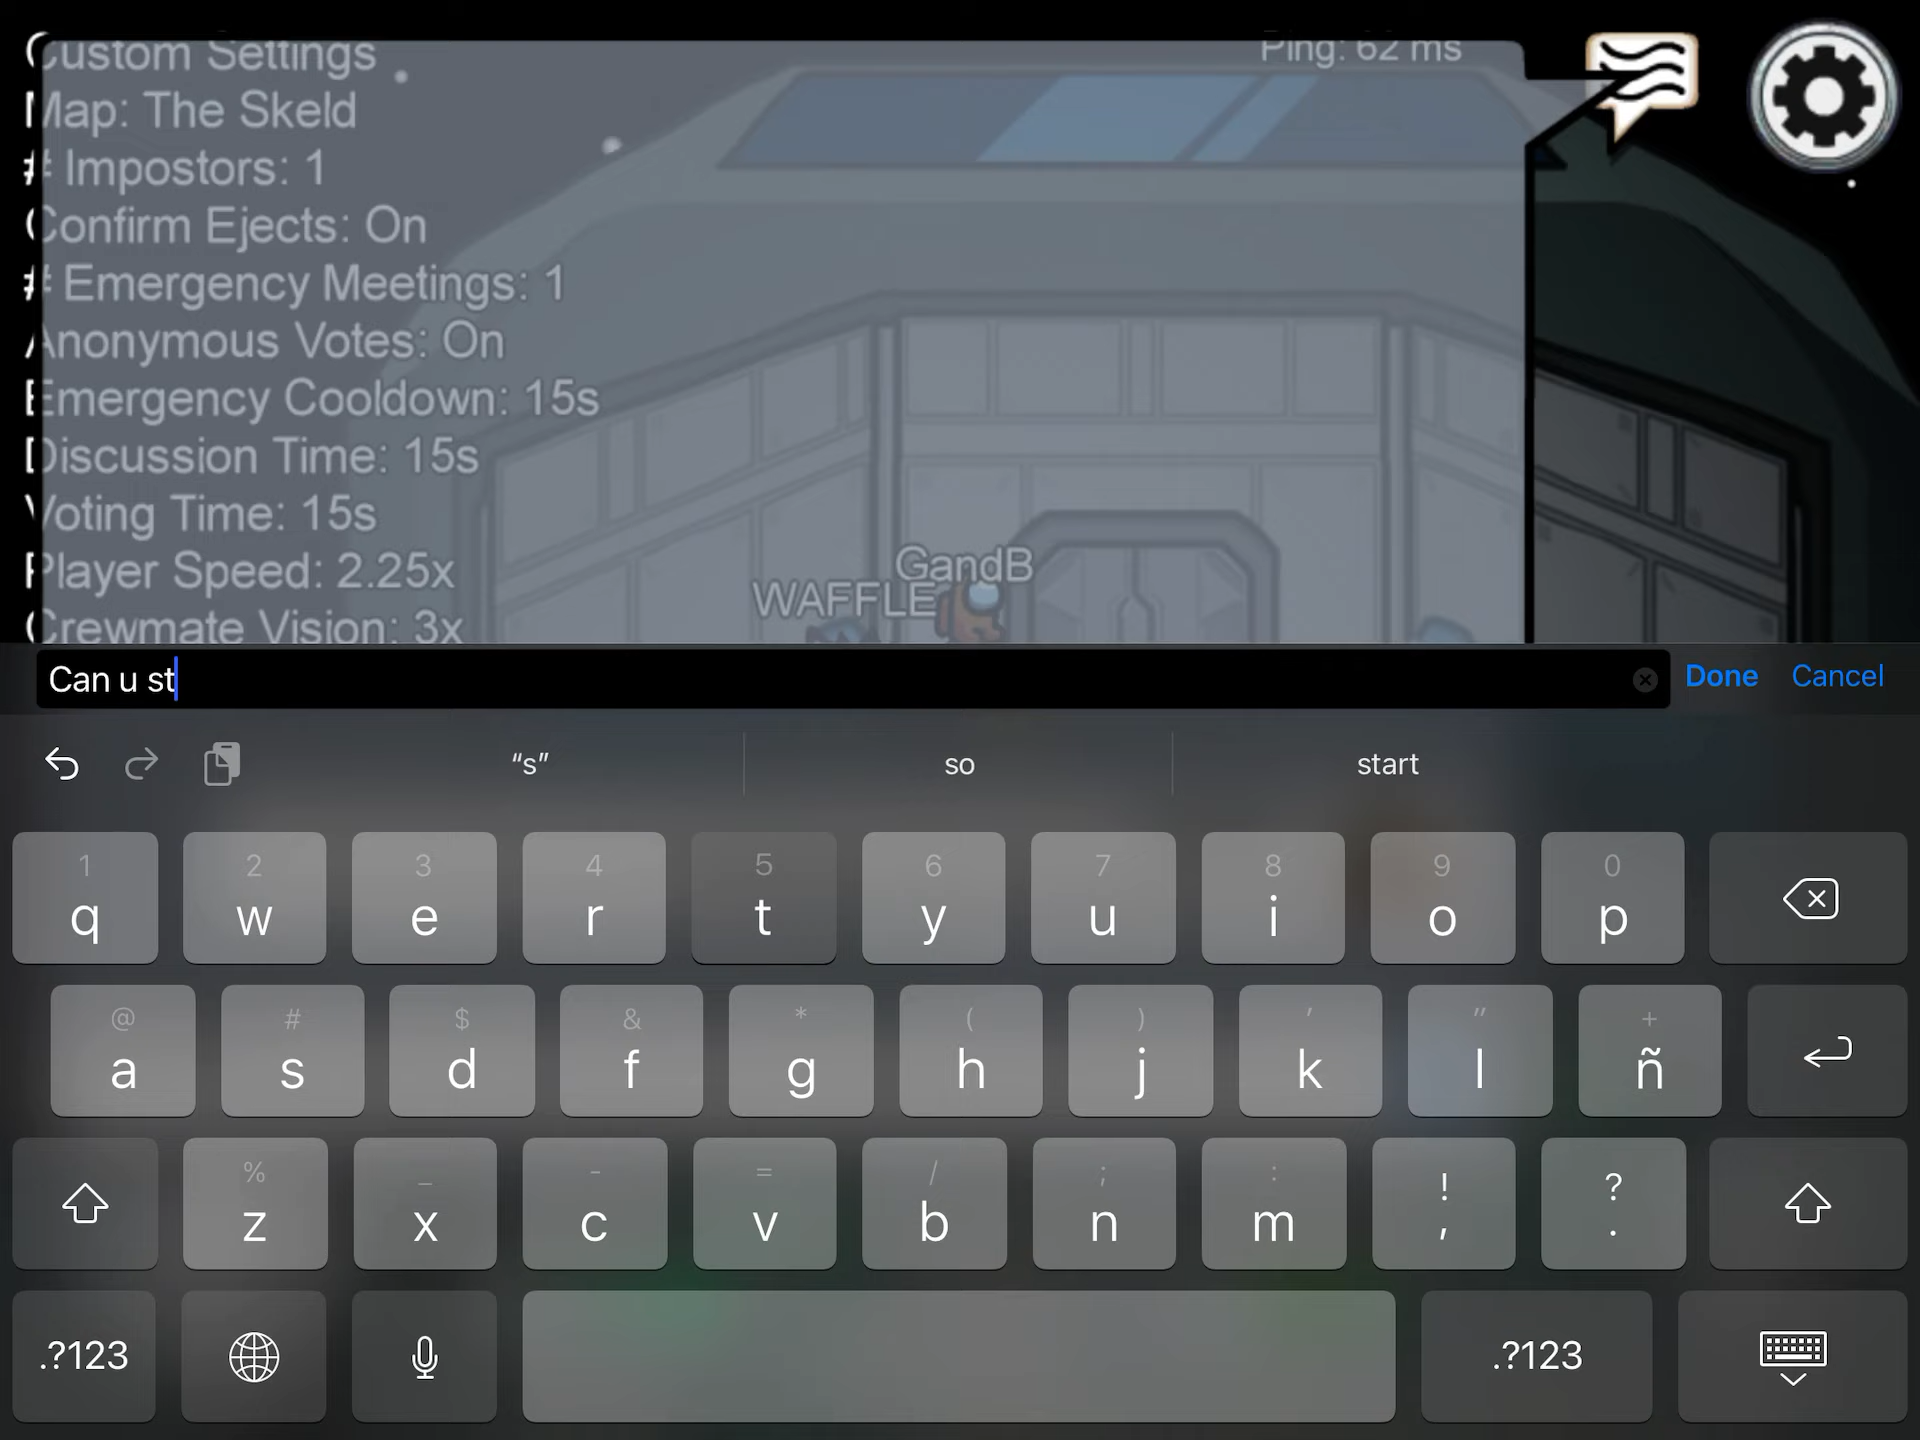 Custom Settings
Ping: 62 ms
Map: The Skeld
# Impostors: 1
Confirm Ejects: On
# Emergency Meetings: 1
Anonymous Votes: On
Emergency Cooldown: 15s
Discussion Time: 15s
Voting Time: 15s
Player Speed: 2.25x
Crewmate Vision: 3x
GandB
WAFFLE
Can u st
Done
Cancel
“s”
so
start
1 2 3 4 5 6 7 8 9 0
q w e r t y u i o p
@ # $ & * ( ) ' " +
a s d f g h j k l ñ
% _ - = / ; : ! ?
z x c v b n m , .
.?123
.?123